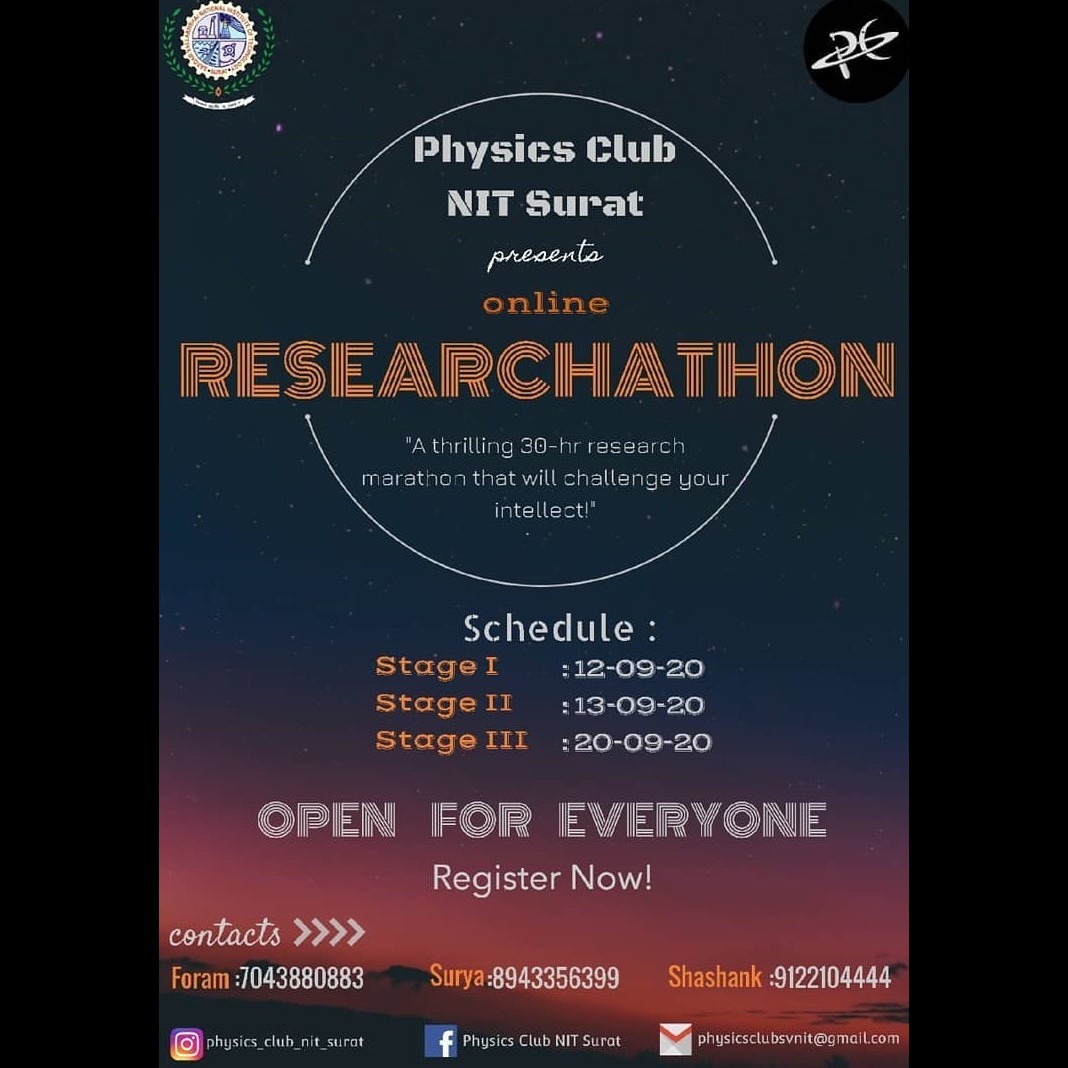 Physics Club
NIT Surat
presents
online
RESEARCHATHON
"A thrilling 30-hr research
marathon that will challenge your
intellect!"
Schedule :
Stage I : 12-09-20
Stage II : 13-09-20
Stage III : 20-09-20
OPEN FOR EVERYONE
Register Now!
contacts >>>>
Foram :7043880883 Surya:8943356399 Shashank :9122104444
physics_club_nit_surat Physics Club NIT Surat physicsclubsvnit@gmail.com